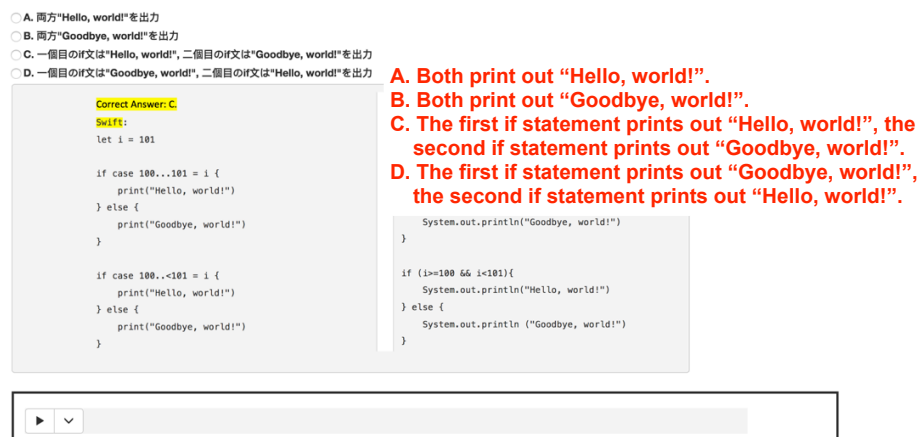 A. 両方"Hello, world!"を出力
B. 両方"Goodbye, world!"を出力
C. 一個目のif文は"Hello, world!", 二個目のif文は"Goodbye, world!"を出力
D. 一個目のif文は"Goodbye, world!", 二個目のif文は"Hello, world!"を出力
A. Both print out “Hello, world!”.
B. Both print out “Goodbye, world!”.
C. The first if statement prints out “Hello, world!”, the
second if statement prints out “Goodbye, world!”.
D. The first if statement prints out “Goodbye, world!”,
the second if statement prints out “Hello, world!”.
Correct Answer: C.
Swift:
let i = 101
if case 100...101 = i {
print("Hello, world!")
} else {
print("Goodbye, world!")
}
if case 100..<101 = i {
print("Hello, world!")
} else {
print("Goodbye, world!")
}
System.out.println("Goodbye, world!")
}
if (i>=100 && i<101){
System.out.println("Hello, world!")
} else {
System.out.println ("Goodbye, world!")
}